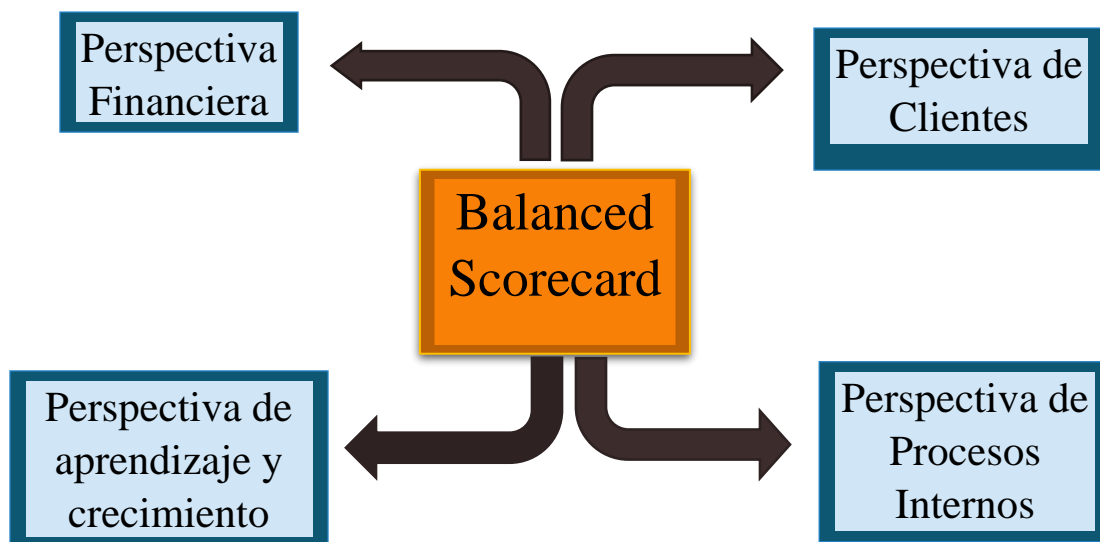 Perspectiva
Financiera
Perspectiva de
Clientes
Balanced
Scorecard
Perspectiva de
aprendizaje y
crecimiento
Perspectiva de
Procesos
Internos